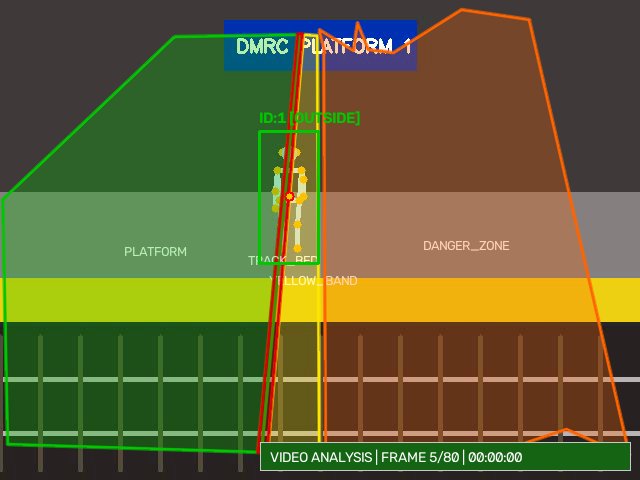 DMRC PLATFORM 1
ID:1 [OUTSIDE]
PLATFORM
DANGER_ZONE
TRACK_BED
YELLOW_BAND
VIDEO ANALYSIS | FRAME 5/80 | 00:00:00